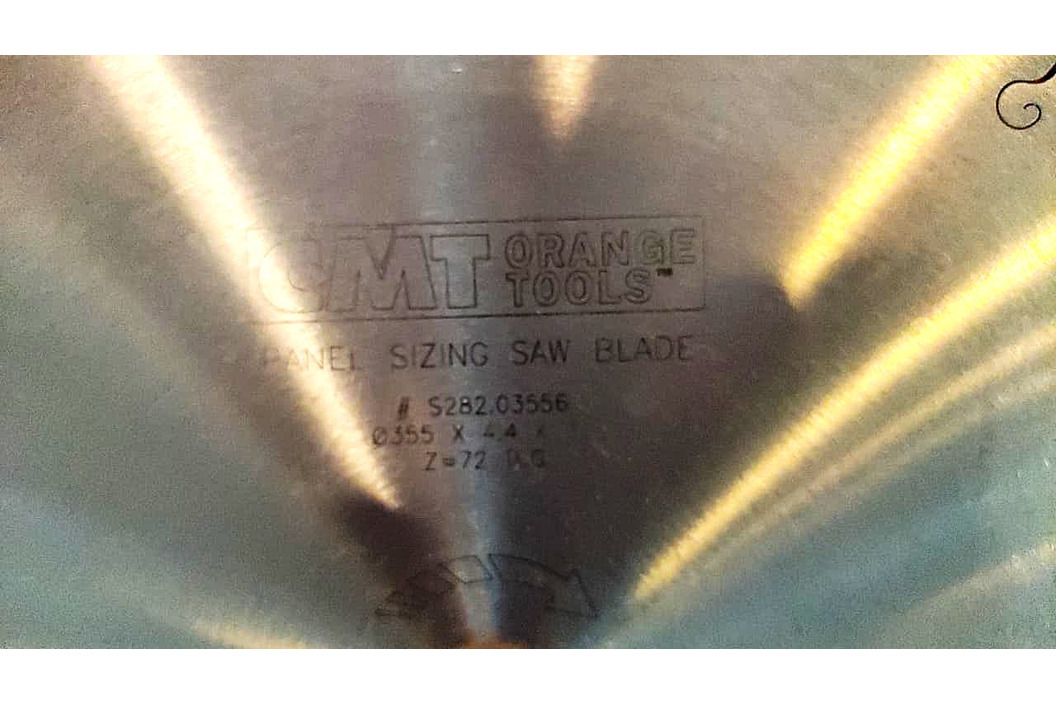 CMT ORANGE
TOOLS™
PANEL SIZING SAW BLADE
# S282.03556
Ø355 X 4.4
Z=72